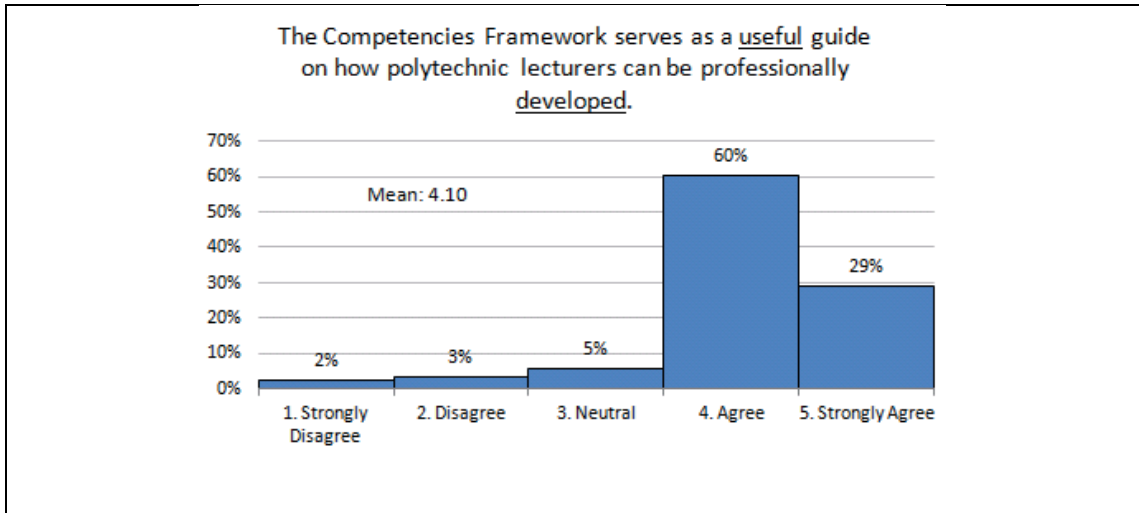 The Competencies Framework serves as a useful guide
on how polytechnic lecturers can be professionally
developed.
70%
60%
50%
40%
30%
20%
10%
0%
Mean: 4.10
2%
3%
5%
60%
29%
1. Strongly
Disagree
2. Disagree
3. Neutral
4. Agree
5. Strongly Agree